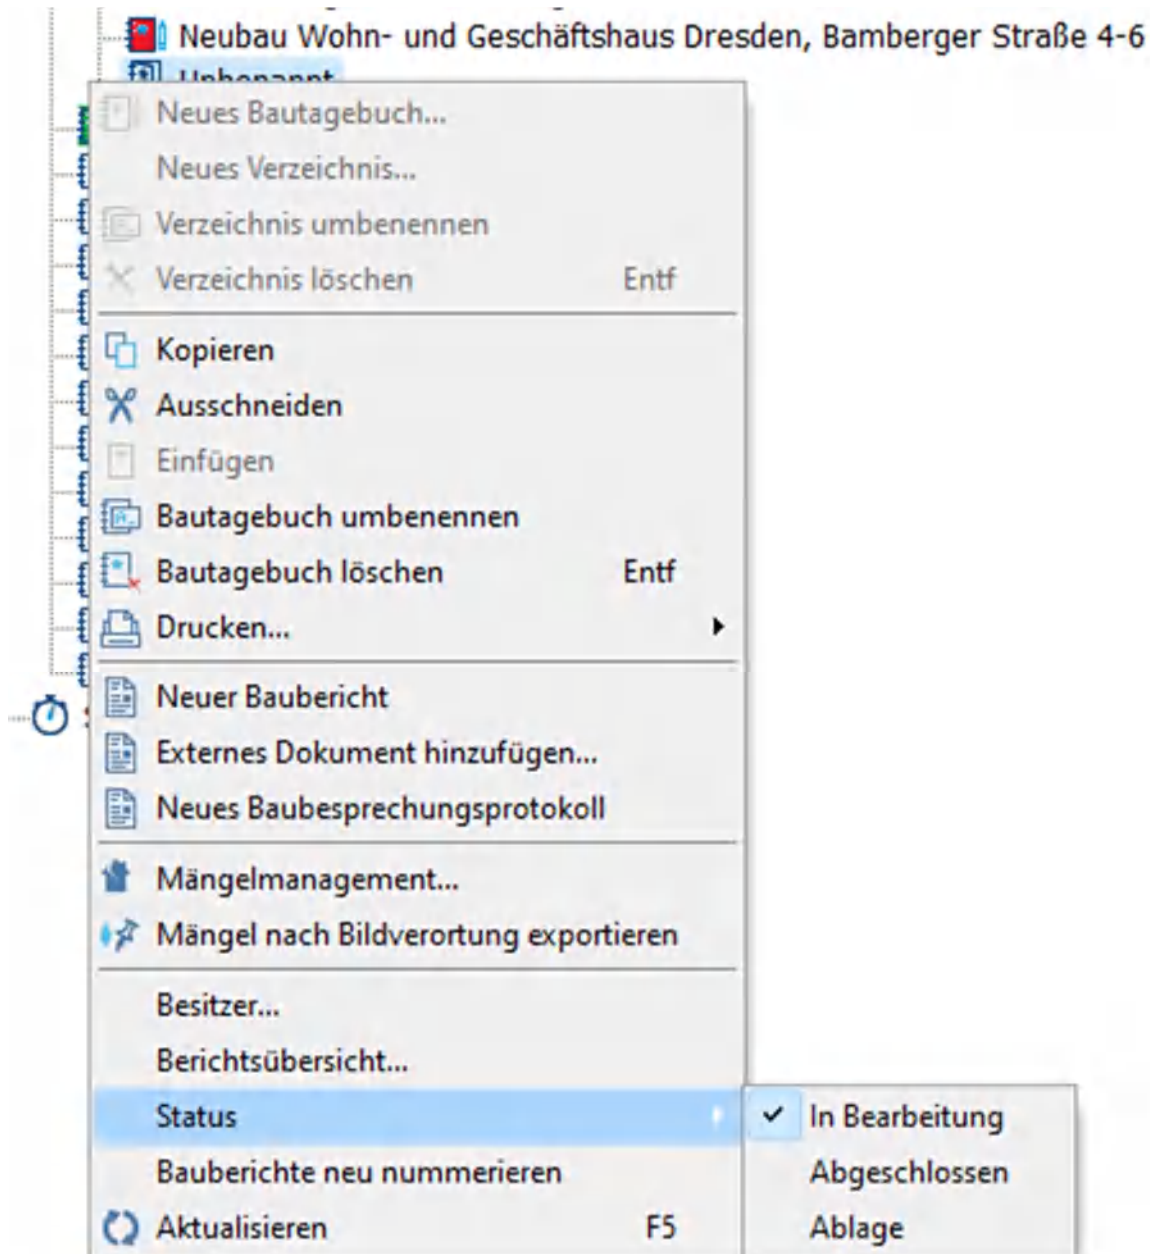 Neubau Wohn- und Geschäftshaus Dresden, Bamberger Straße 4-6
Unbenannt
Neues Bautagebuch...
Neues Verzeichnis...
Verzeichnis umbenennen
Verzeichnis löschen Entf
Kopieren
Ausschneiden
Einfügen
Bautagebuch umbenennen
Bautagebuch löschen Entf
Drucken...
Neuer Baubericht
Externes Dokument hinzufügen...
Neues Baubesprechungsprotokoll
Mängelmanagement...
Mängel nach Bildverortung exportieren
Besitzer...
Berichtsübersicht...
Status
In Bearbeitung
Bauberichte neu nummerieren
Abgeschlossen
Aktualisieren F5
Ablage